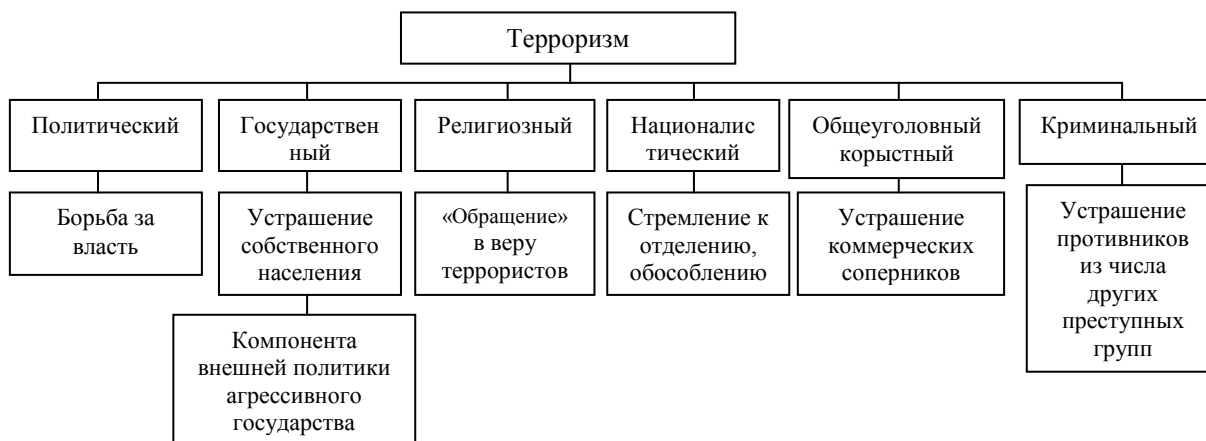 Терроризм
Политический
Государствен
ный
Религиозный
Националис
тический
Общеуголовный
корыстный
Криминальный
Борьба за
власть
Устрашение
собственного
населения
«Обращение»
в веру
террористов
Стремление к
отделению,
обособлению
Устрашение
коммерческих
соперников
Устрашение
противников
из числа
других
преступных
групп
Компонента
внешней политики
агрессивного
государства